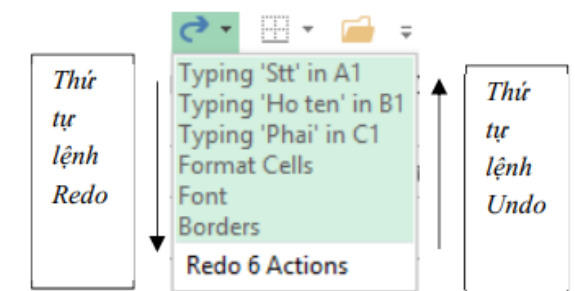 Thứ
tự
lệnh
Redo
Typing 'Stt' in A1
Typing 'Ho ten' in B1
Typing 'Phai' in C1
Format Cells
Font
Borders
Redo 6 Actions
Thứ
tự
lệnh
Undo